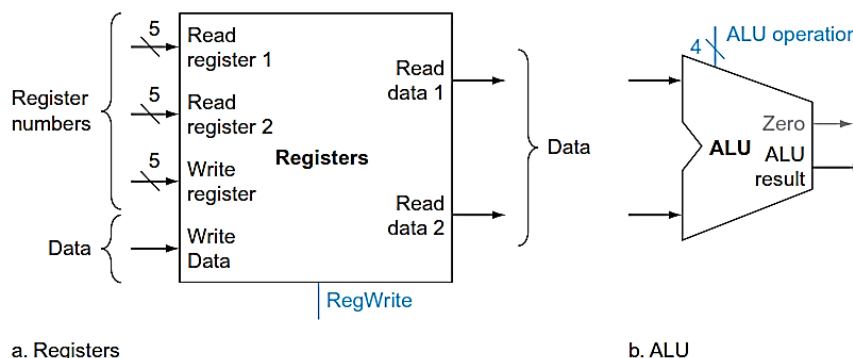 5
Read
register 1
5
Read
register 2
5
Write
register
Write
Data
Register
numbers
Data
Registers
Read
data 1
Read
data 2
Data
RegWrite
a. Registers
4
ALU operation
Zero
ALU
ALU
result
b. ALU